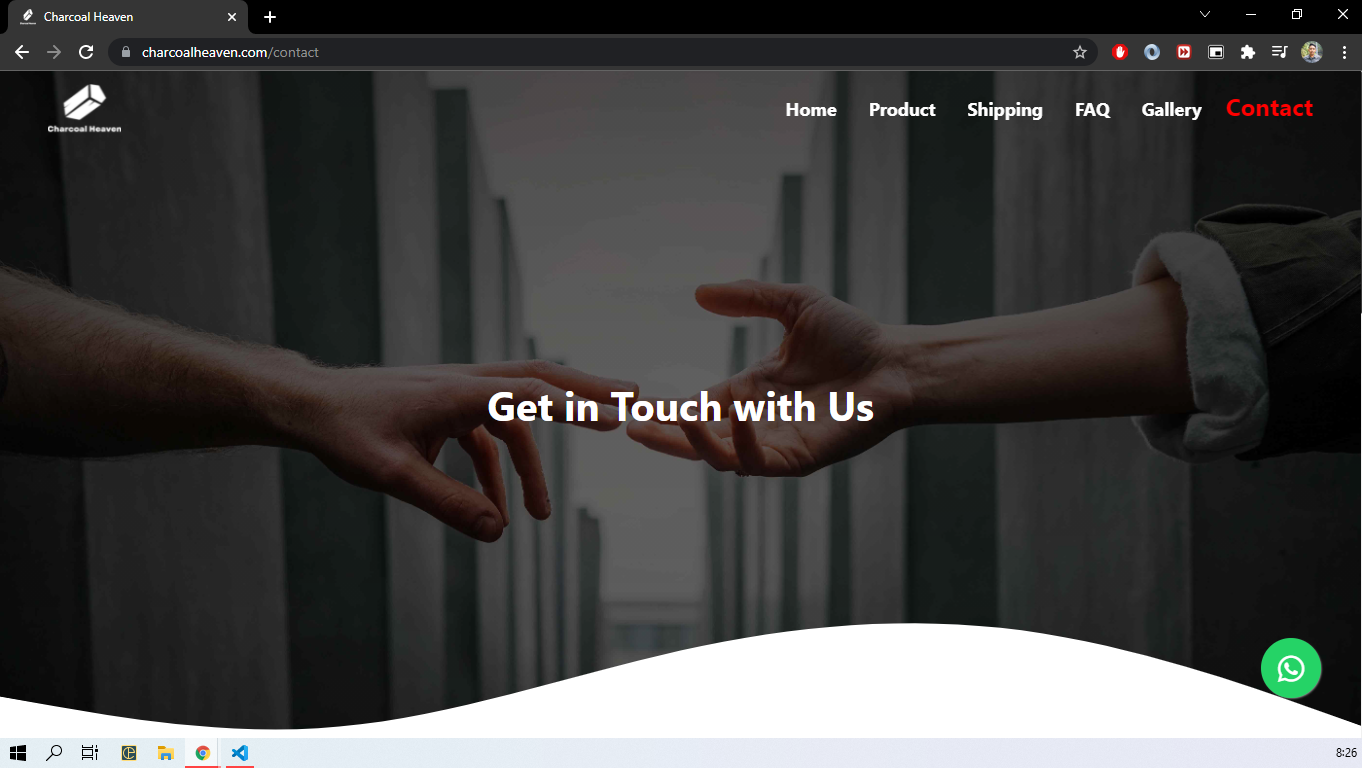 Charcoal Heaven
charcoalheaven.com/contact
Charcoal Heaven
Home Product Shipping FAQ Gallery Contact
Get in Touch with Us
8:26